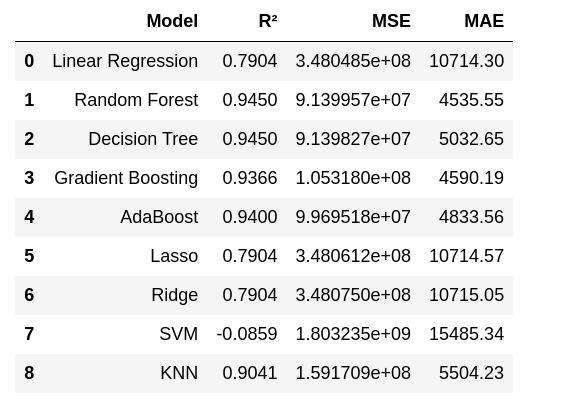 Model R² MSE MAE
0 Linear Regression 0.7904 3.480485e+08 10714.30
1 Random Forest 0.9450 9.139957e+07 4535.55
2 Decision Tree 0.9450 9.139827e+07 5032.65
3 Gradient Boosting 0.9366 1.053180e+08 4590.19
4 AdaBoost 0.9400 9.969518e+07 4833.56
5 Lasso 0.7904 3.480612e+08 10714.57
6 Ridge 0.7904 3.480750e+08 10715.05
7 SVM -0.0859 1.803235e+09 15485.34
8 KNN 0.9041 1.591709e+08 5504.23